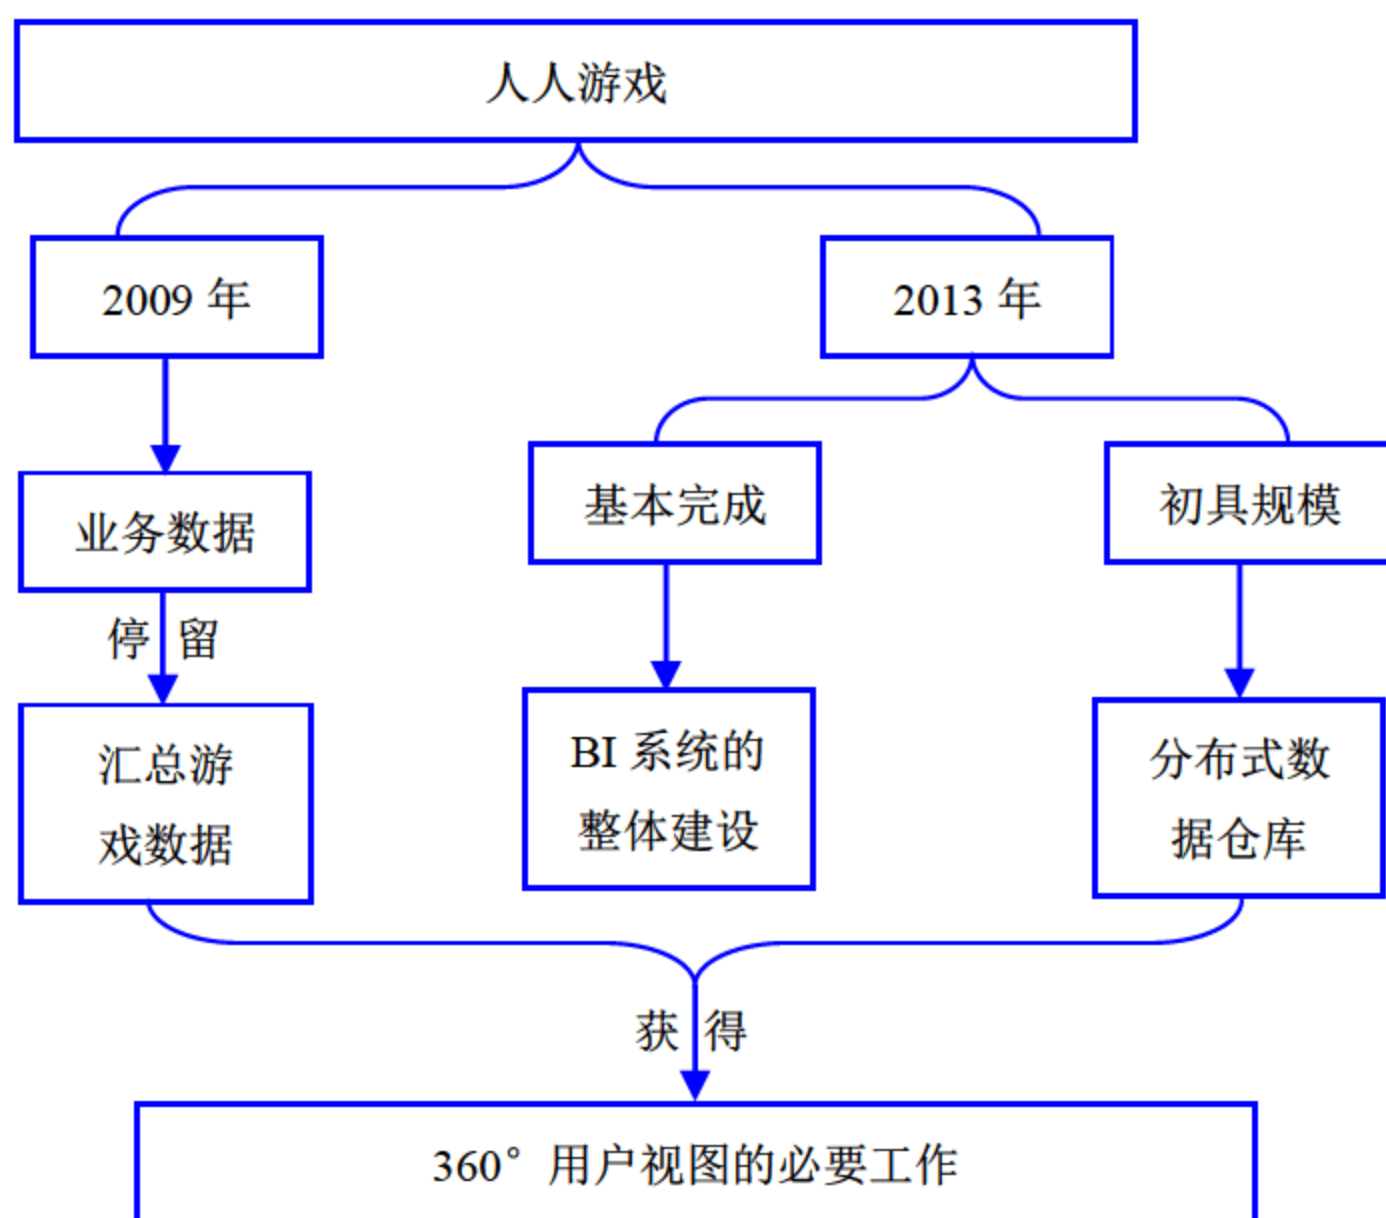 人人游戏
2009 年
2013 年
基本完成
初具规模
业务数据
停 留
汇总游
戏数据
BI 系统的
整体建设
分布式数
据仓库
获 得
360° 用户视图的必要工作